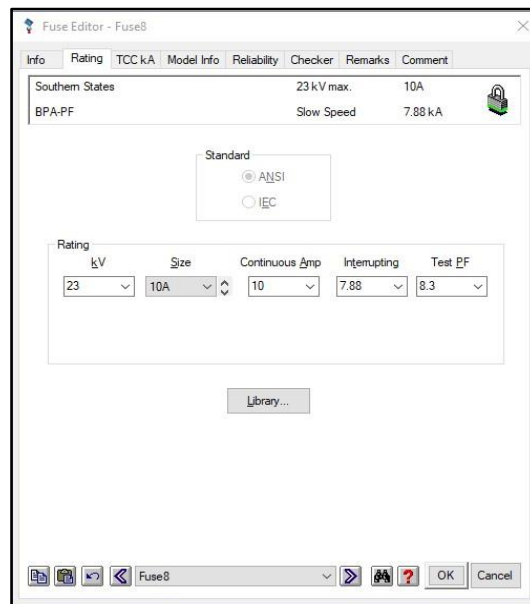 Fuse Editor - Fuse8
Info Rating TCC kA Model Info Reliability Checker Remarks Comment
Southern States 23 kV max. 10A
BPA-PF Slow Speed 7.88 kA
Standard
ANSI
IEC
Rating
kV Size Continuous Amp Interrupting Test PF
23 10A 10 7.88 8.3
Library...
Fuse8 ? OK Cancel